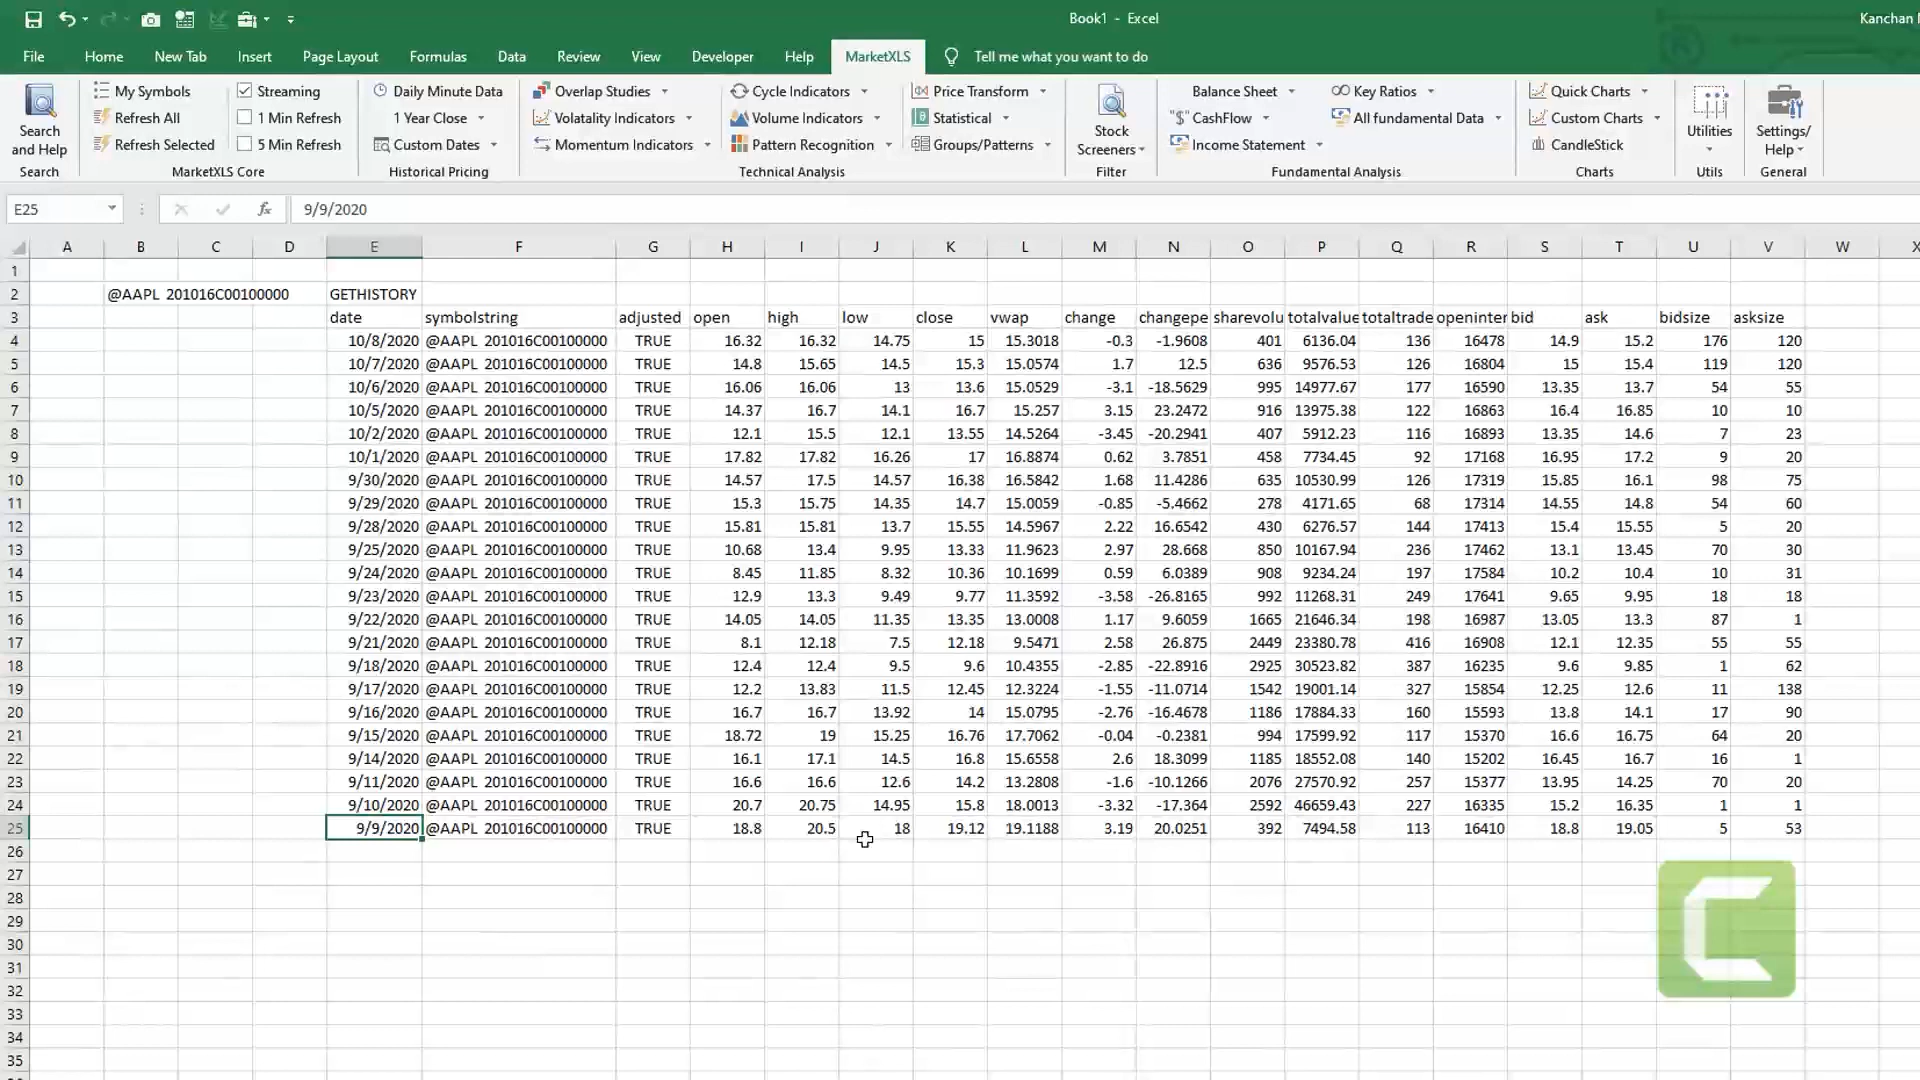 Book1 - Excel
Kanchan
File Home New Tab Insert Page Layout Formulas Data Review View Developer Help MarketXLS Tell me what you want to do
My Symbols Streaming Daily Minute Data Overlap Studies Cycle Indicators Price Transform Balance Sheet Key Ratios Quick Charts
Search and Help Refresh All 1 Min Refresh 1 Year Close Volatality Indicators Volume Indicators Statistical Stock Screeners "$"CashFlow All fundamental Data Custom Charts Utilities Settings/ Help
Refresh Selected 5 Min Refresh Custom Dates Momentum Indicators Pattern Recognition Groups/Patterns Income Statement CandleStick
Search MarketXLS Core Historical Pricing Technical Analysis Filter Fundamental Analysis Charts Utils General
E25 fx 9/9/2020
A B C D E F G H I J K L M N O P Q R S T U V W X
1
2 @AAPL 201016C00100000 GETHISTORY
3 date symbolstring adjusted open high low close vwap change changepe sharevolu totalvalue totaltrade openinter bid ask bidsize asksize
4 10/8/2020 @AAPL 201016C00100000 TRUE 16.32 16.32 14.75 15 15.3018 -0.3 -1.9608 401 6136.04 136 16478 14.9 15.2 176 120
5 10/7/2020 @AAPL 201016C00100000 TRUE 14.8 15.65 14.5 15.3 15.0574 1.7 12.5 636 9576.53 126 16804 15 15.4 119 120
6 10/6/2020 @AAPL 201016C00100000 TRUE 16.06 16.06 13 13.6 15.0529 -3.1 -18.5629 995 14977.67 177 16590 13.35 13.7 54 55
7 10/5/2020 @AAPL 201016C00100000 TRUE 14.37 16.7 14.1 16.7 15.257 3.15 23.2472 916 13975.38 122 16863 16.4 16.85 10 10
8 10/2/2020 @AAPL 201016C00100000 TRUE 12.1 15.5 12.1 13.55 14.5264 -3.45 -20.2941 407 5912.23 116 16893 13.35 14.6 7 23
9 10/1/2020 @AAPL 201016C00100000 TRUE 17.82 17.82 16.26 17 16.8874 0.62 3.7851 458 7734.45 92 17168 16.95 17.2 9 20
10 9/30/2020 @AAPL 201016C00100000 TRUE 14.57 17.5 14.57 16.38 16.5842 1.68 11.4286 635 10530.99 126 17319 15.85 16.1 98 75
11 9/29/2020 @AAPL 201016C00100000 TRUE 15.3 15.75 14.35 14.7 15.0059 -0.85 -5.4662 278 4171.65 68 17314 14.55 14.8 54 60
12 9/28/2020 @AAPL 201016C00100000 TRUE 15.81 15.81 13.7 15.55 14.5967 2.22 16.6542 430 6276.57 144 17413 15.4 15.55 5 20
13 9/25/2020 @AAPL 201016C00100000 TRUE 10.68 13.4 9.95 13.33 11.9623 2.97 28.668 850 10167.94 236 17462 13.1 13.45 70 30
14 9/24/2020 @AAPL 201016C00100000 TRUE 8.45 11.85 8.32 10.36 10.1699 0.59 6.0389 908 9234.24 197 17584 10.2 10.4 10 31
15 9/23/2020 @AAPL 201016C00100000 TRUE 12.9 13.3 9.49 9.77 11.3592 -3.58 -26.8165 992 11268.31 249 17641 9.65 9.95 18 18
16 9/22/2020 @AAPL 201016C00100000 TRUE 14.05 14.05 11.35 13.35 13.0008 1.17 9.6059 1665 21646.34 198 16987 13.05 13.3 87 1
17 9/21/2020 @AAPL 201016C00100000 TRUE 8.1 12.18 7.5 12.18 9.5471 2.58 26.875 2449 23380.78 416 16908 12.1 12.35 55 55
18 9/18/2020 @AAPL 201016C00100000 TRUE 12.4 12.4 9.5 9.6 10.4355 -2.85 -22.8916 2925 30523.82 387 16235 9.6 9.85 1 62
19 9/17/2020 @AAPL 201016C00100000 TRUE 12.2 13.83 11.5 12.45 12.3224 -1.55 -11.0714 1542 19001.14 327 15854 12.25 12.6 11 138
20 9/16/2020 @AAPL 201016C00100000 TRUE 16.7 16.7 13.92 14 15.0795 -2.76 -16.4678 1186 17884.33 160 15593 13.8 14.1 17 90
21 9/15/2020 @AAPL 201016C00100000 TRUE 18.72 19 15.25 16.76 17.7062 -0.04 -0.2381 994 17599.92 117 15370 16.6 16.75 64 20
22 9/14/2020 @AAPL 201016C00100000 TRUE 16.1 17.1 14.5 16.8 15.6558 2.6 18.3099 1185 18552.08 140 15202 16.45 16.7 16 1
23 9/11/2020 @AAPL 201016C00100000 TRUE 16.6 16.6 12.6 14.2 13.2808 -1.6 -10.1266 2076 27570.92 257 15377 13.95 14.25 70 20
24 9/10/2020 @AAPL 201016C00100000 TRUE 20.7 20.75 14.95 15.8 18.0013 -3.32 -17.364 2592 46659.43 227 16335 15.2 16.35 1 1
25 9/9/2020 @AAPL 201016C00100000 TRUE 18.8 20.5 18 19.12 19.1188 3.19 20.0251 392 7494.58 113 16410 18.8 19.05 5 53
26
27
28
29
30
31
32
33
34
35